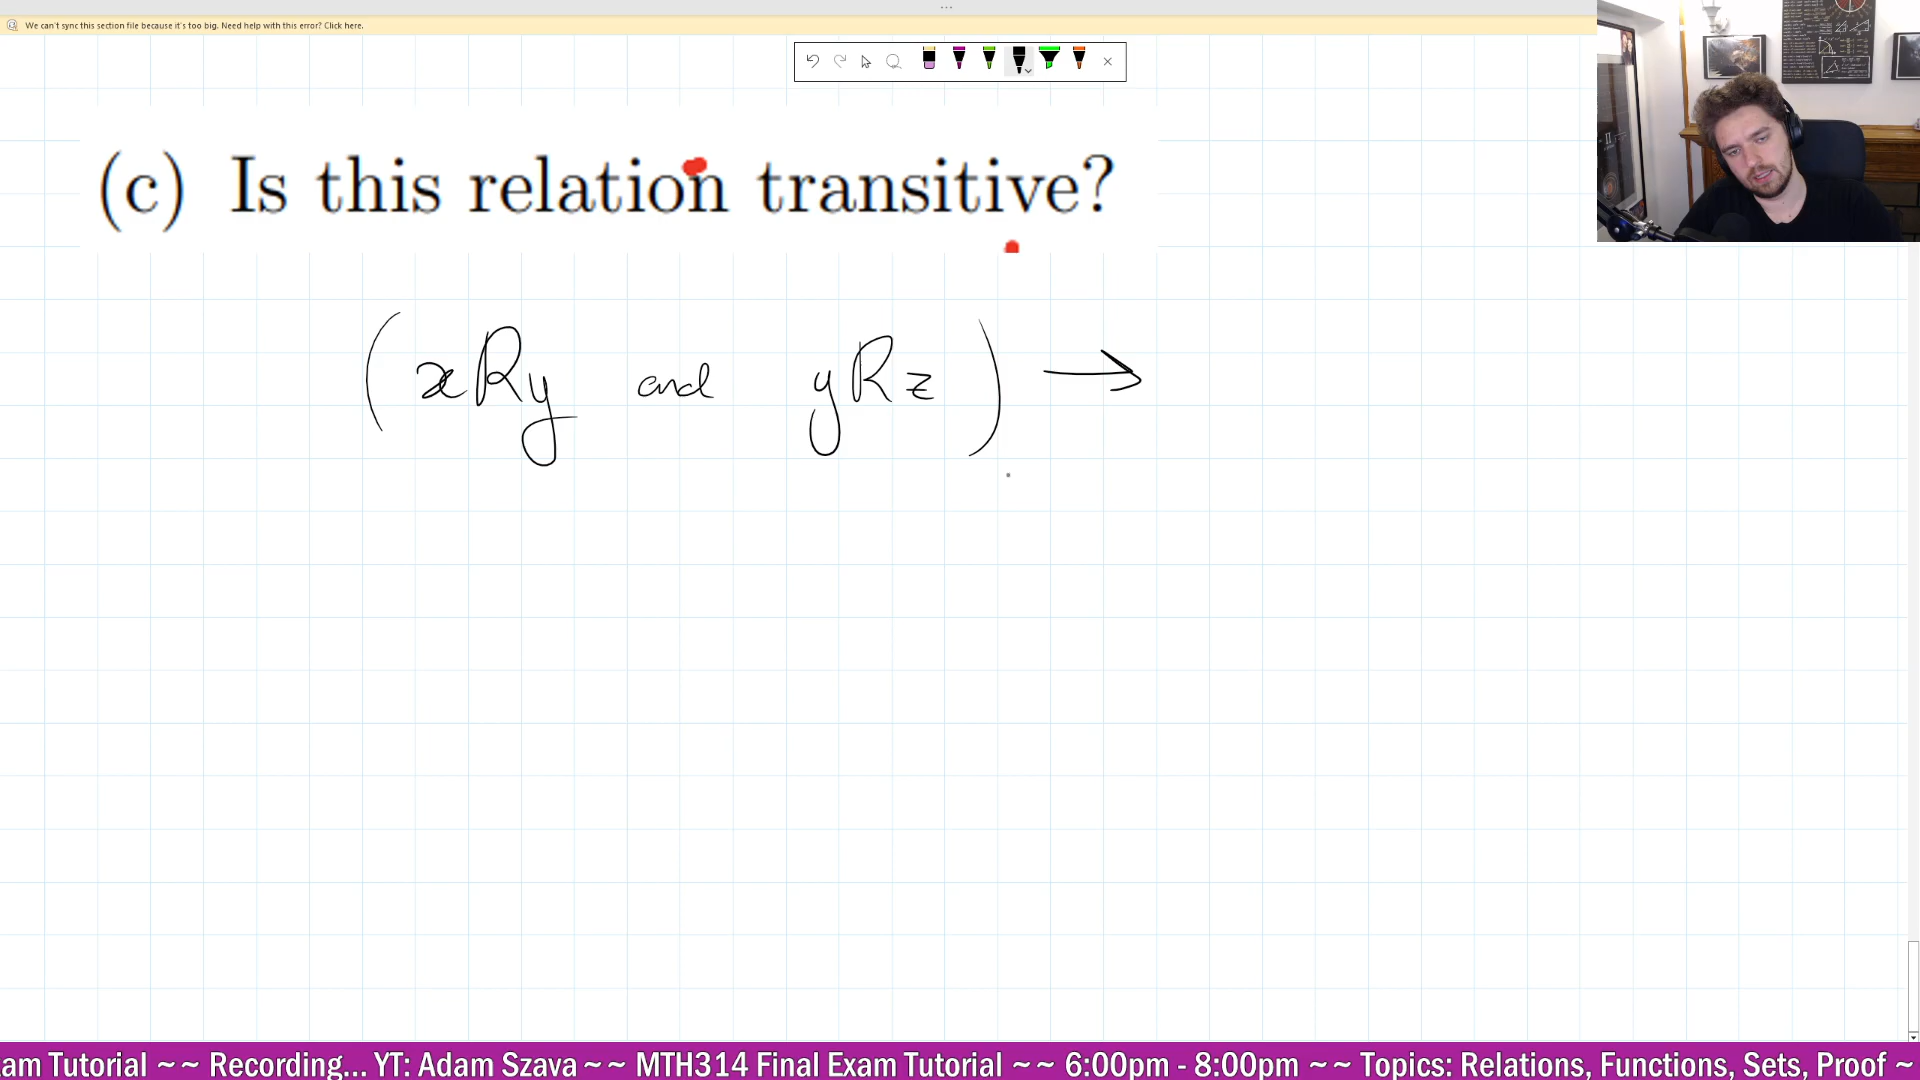 We can't sync this section file because it's too big. Need help with this error? Click here.
(c) Is this relation transitive?
(xRy and yRz) →
am Tutorial ~~ Recording... YT: Adam Szava ~~ MTH314 Final Exam Tutorial ~~ 6:00pm - 8:00pm ~~ Topics: Relations, Functions, Sets, Proof ~